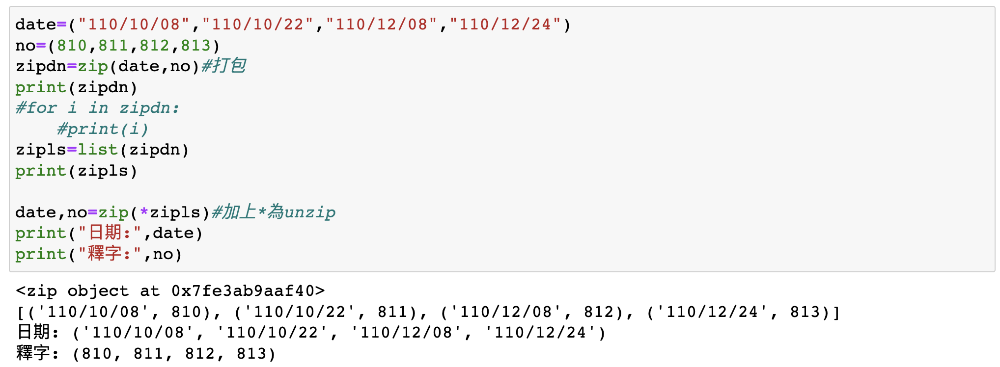 date=("110/10/08","110/10/22","110/12/08","110/12/24")
no=(810,811,812,813)
zipdn=zip(date,no)#打包
print(zipdn)
#for i in zipdn:
    #print(i)
zipls=list(zipdn)
print(zipls)

date,no=zip(*zipls)#加上*為unzip
print("日期:",date)
print("釋字:",no)
<zip object at 0x7fe3ab9aaf40>
[('110/10/08', 810), ('110/10/22', 811), ('110/12/08', 812), ('110/12/24', 813)]
日期: ('110/10/08', '110/10/22', '110/12/08', '110/12/24')
釋字: (810, 811, 812, 813)